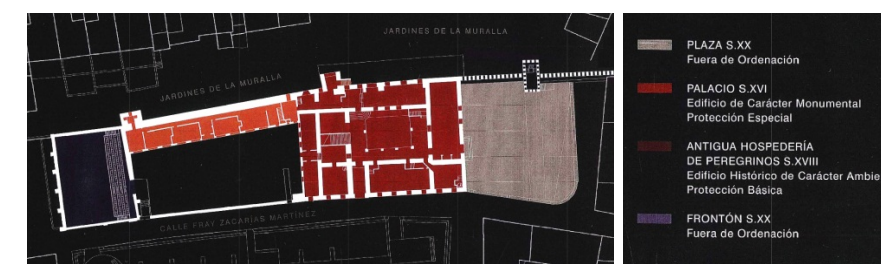 JARDINES DE LA MURALLA
JARDINES DE LA MURALLA
CALLE FRAY ZACARÍAS MARTÍNEZ
PLAZA S.XX
Fuera de Ordenación
PALACIO S.XVI
Edificio de Carácter Monumental
Protección Especial
ANTIGUA HOSPEDERÍA
DE PEREGRINOS S.XVIII
Edificio Histórico de Carácter Ambie
Protección Básica
FRONTÓN S.XX
Fuera de Ordenación